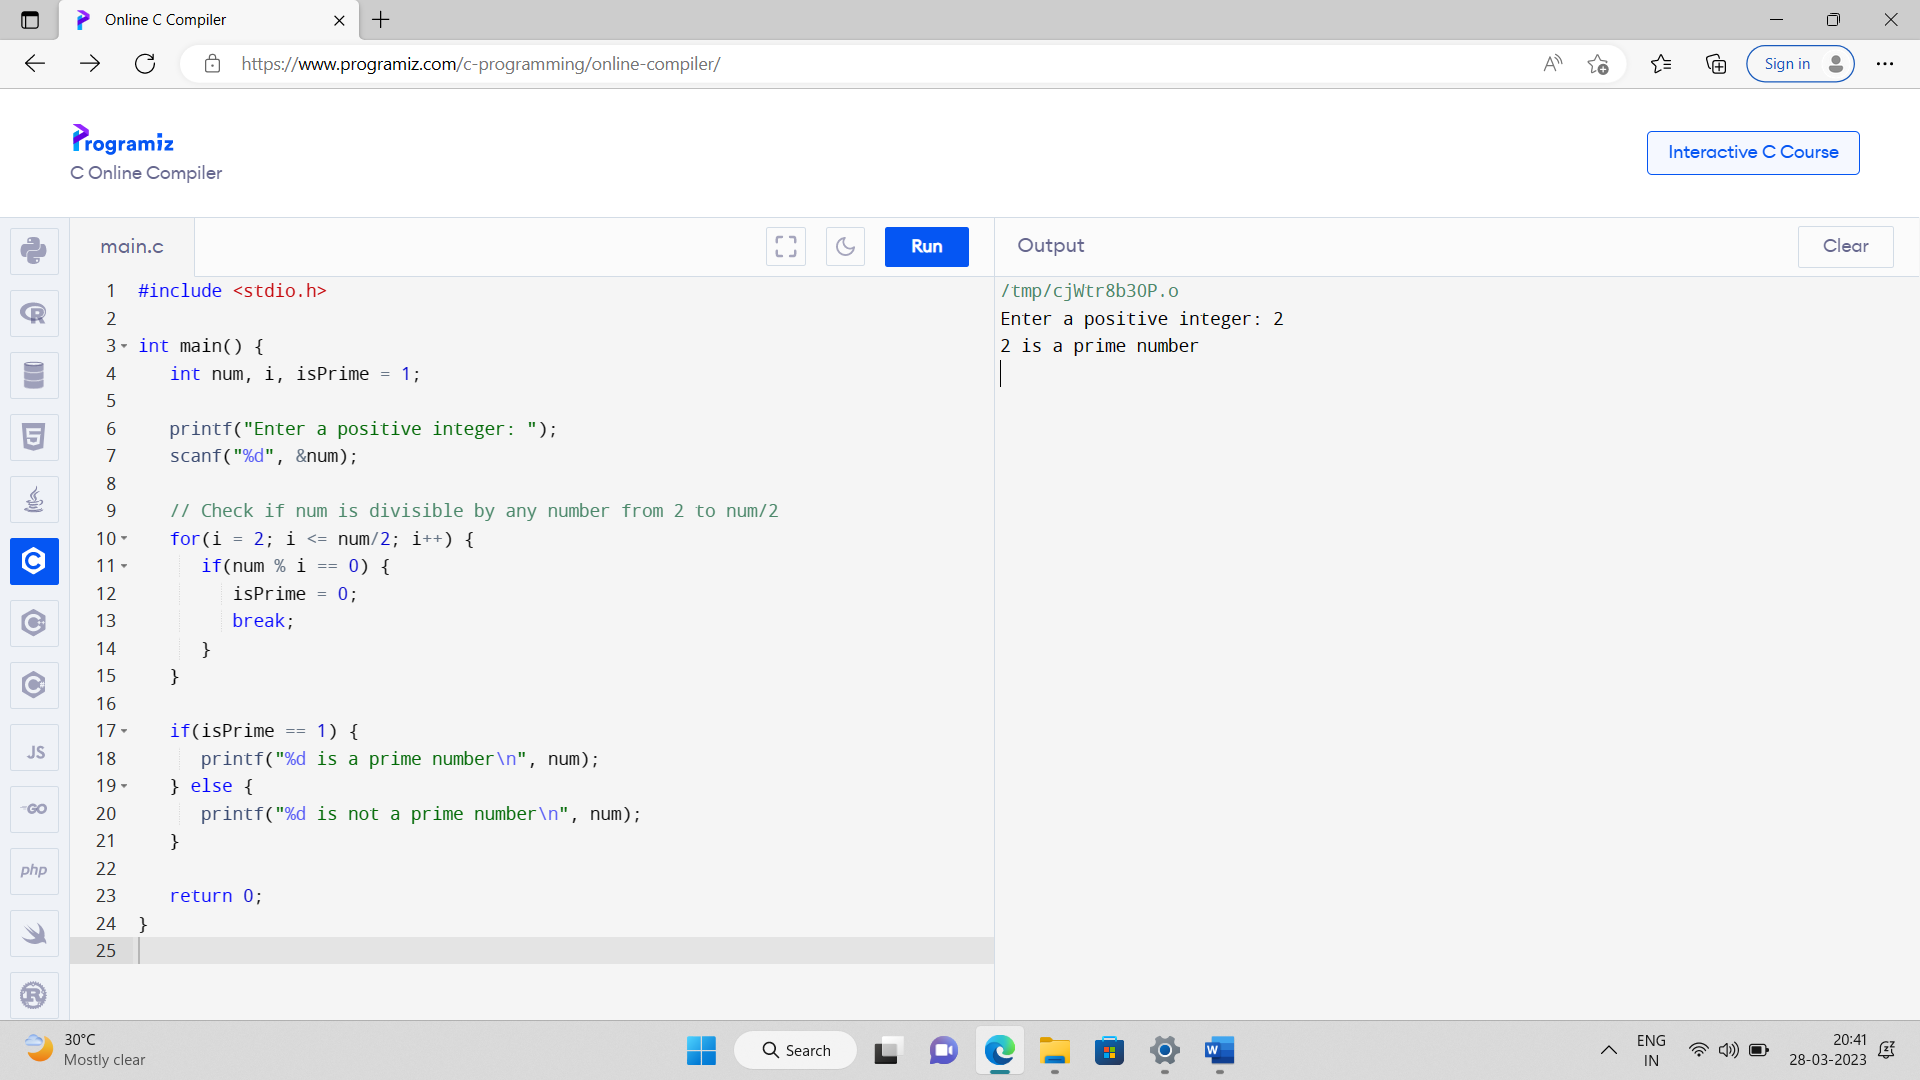 Online C Compiler
https://www.programiz.com/c-programming/online-compiler/
Sign in
Programiz
C Online Compiler
Interactive C Course
main.c
Run
Output
Clear
1 #include <stdio.h>
2
3 int main() {
4    int num, i, isPrime = 1;
5
6    printf("Enter a positive integer: ");
7    scanf("%d", &num);
8
9    // Check if num is divisible by any number from 2 to num/2
10    for(i = 2; i <= num/2; i++) {
11       if(num % i == 0) {
12          isPrime = 0;
13          break;
14       }
15    }
16
17    if(isPrime == 1) {
18       printf("%d is a prime number\n", num);
19    } else {
20       printf("%d is not a prime number\n", num);
21    }
22
23    return 0;
24 }
25
/tmp/cjWtr8b3OP.o
Enter a positive integer: 2
2 is a prime number
JS
GO
php
30°C
Mostly clear
Search
ENG
IN
20:41
28-03-2023